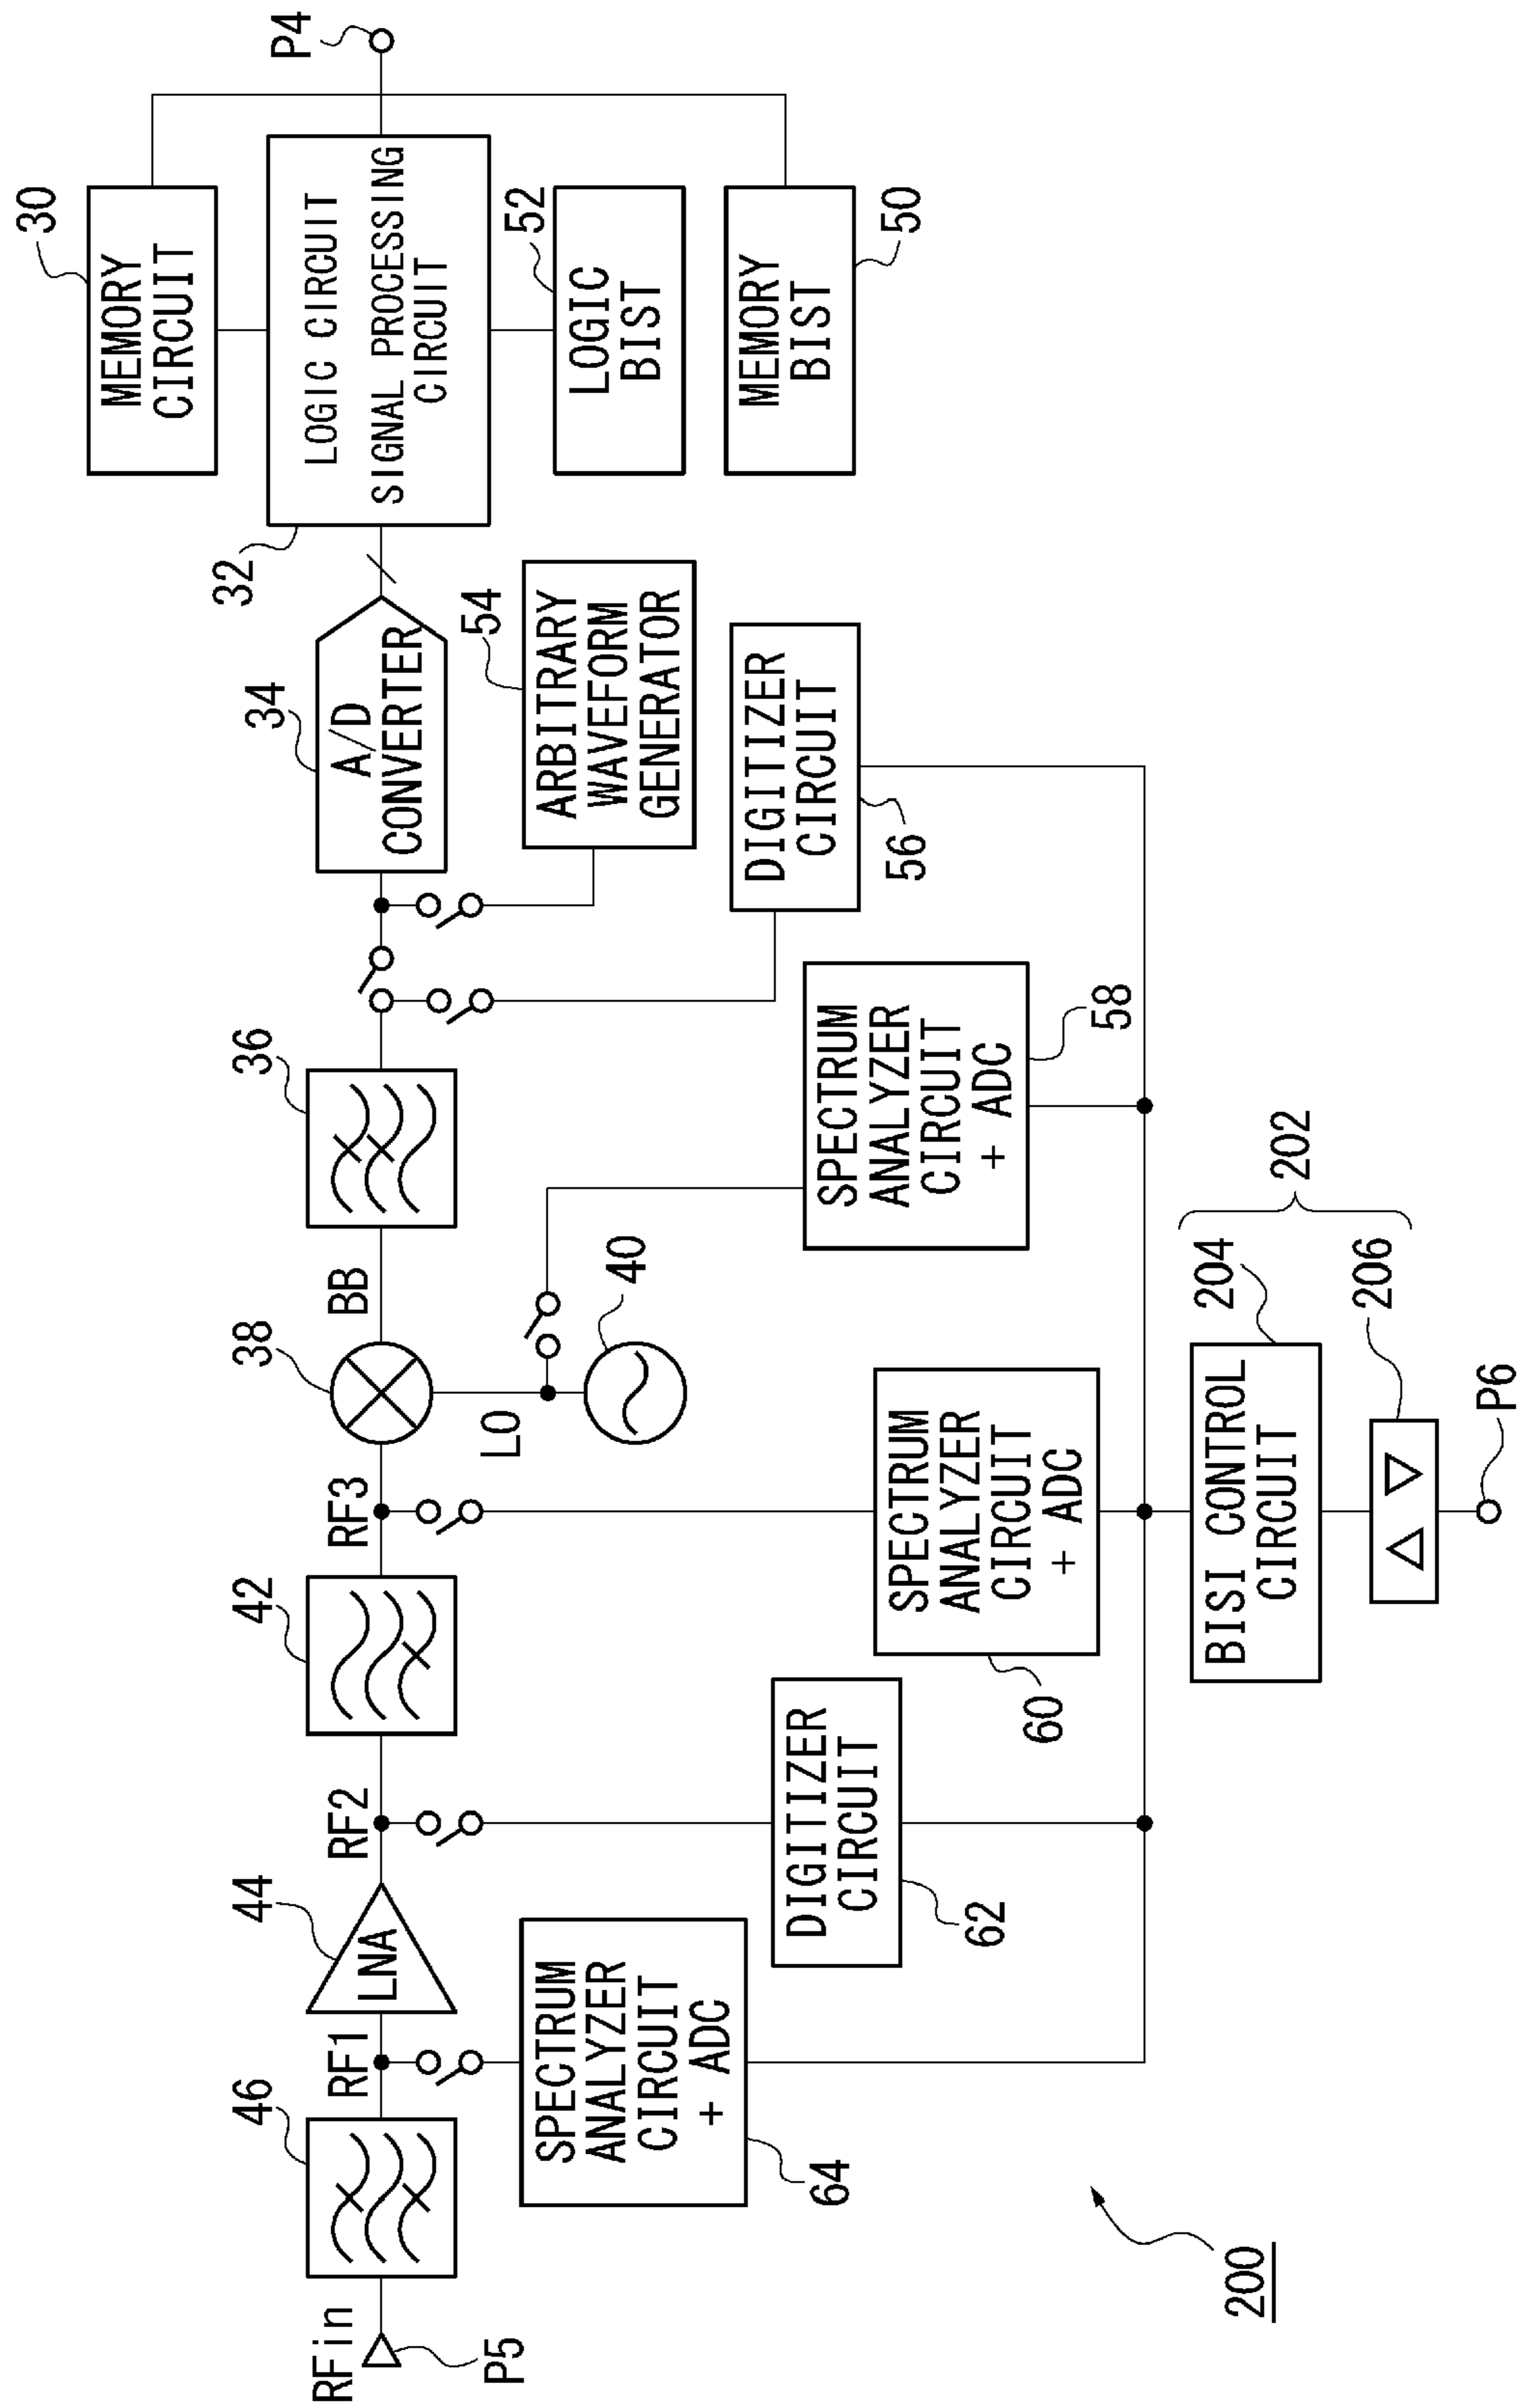 RFin
P5
46
RF1
44
LNA
RF2
42
RF3
38
BB
LO
40
36
34
A/D
CONVERTER
32
LOGIC CIRCUIT
SIGNAL PROCESSING
CIRCUIT
30
MEMORY
CIRCUIT
P4
52
LOGIC
BIST
MEMORY
BIST
50
54
ARBITRARY
WAVEFORM
GENERATOR
DIGITIZER
CIRCUIT
56
SPECTRUM
ANALYZER
CIRCUIT
+ ADC
58
SPECTRUM
ANALYZER
CIRCUIT
+ ADC
60
DIGITIZER
CIRCUIT
62
SPECTRUM
ANALYZER
CIRCUIT
+ ADC
64
202
204
206
BISI CONTROL
CIRCUIT
P6
200